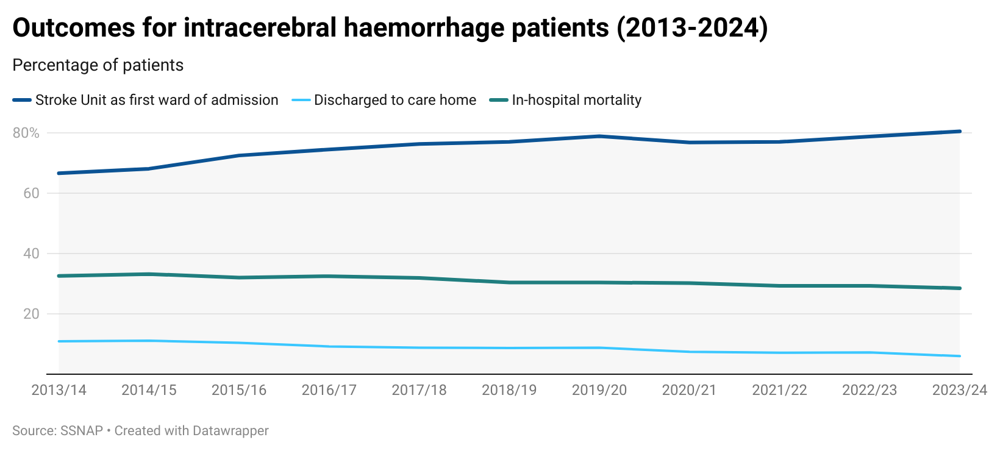 Outcomes for intracerebral haemorrhage patients (2013-2024)
Percentage of patients
Stroke Unit as first ward of admission Discharged to care home In-hospital mortality
80%
60
40
20
2013/14 2014/15 2015/16 2016/17 2017/18 2018/19 2019/20 2020/21 2021/22 2022/23 2023/24
Source: SSNAP • Created with Datawrapper